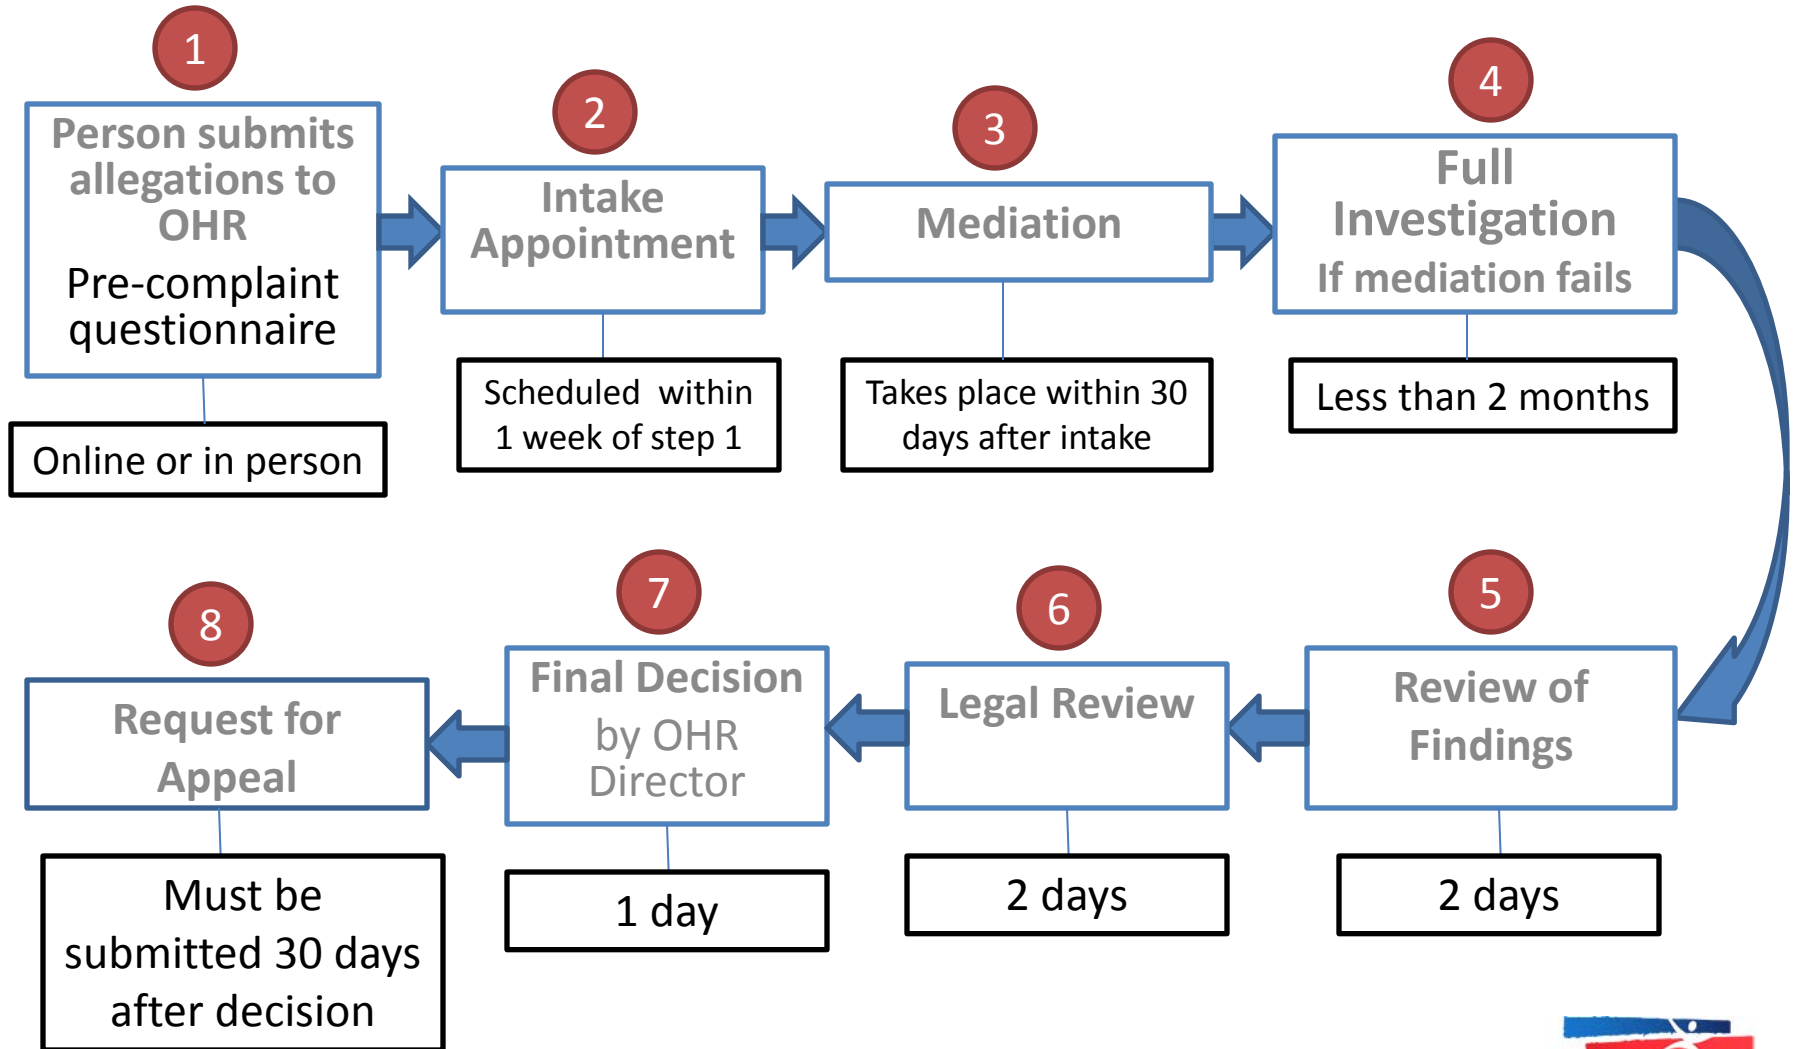 1
Person submits
allegations to
OHR
Pre-complaint
questionnaire
Online or in person
2
Intake
Appointment
Scheduled within
1 week of step 1
3
Mediation
Takes place within 30
days after intake
4
Full
Investigation
If mediation fails
Less than 2 months
5
Review of
Findings
2 days
6
Legal Review
2 days
7
Final Decision
by OHR
Director
1 day
8
Request for
Appeal
Must be
submitted 30 days
after decision